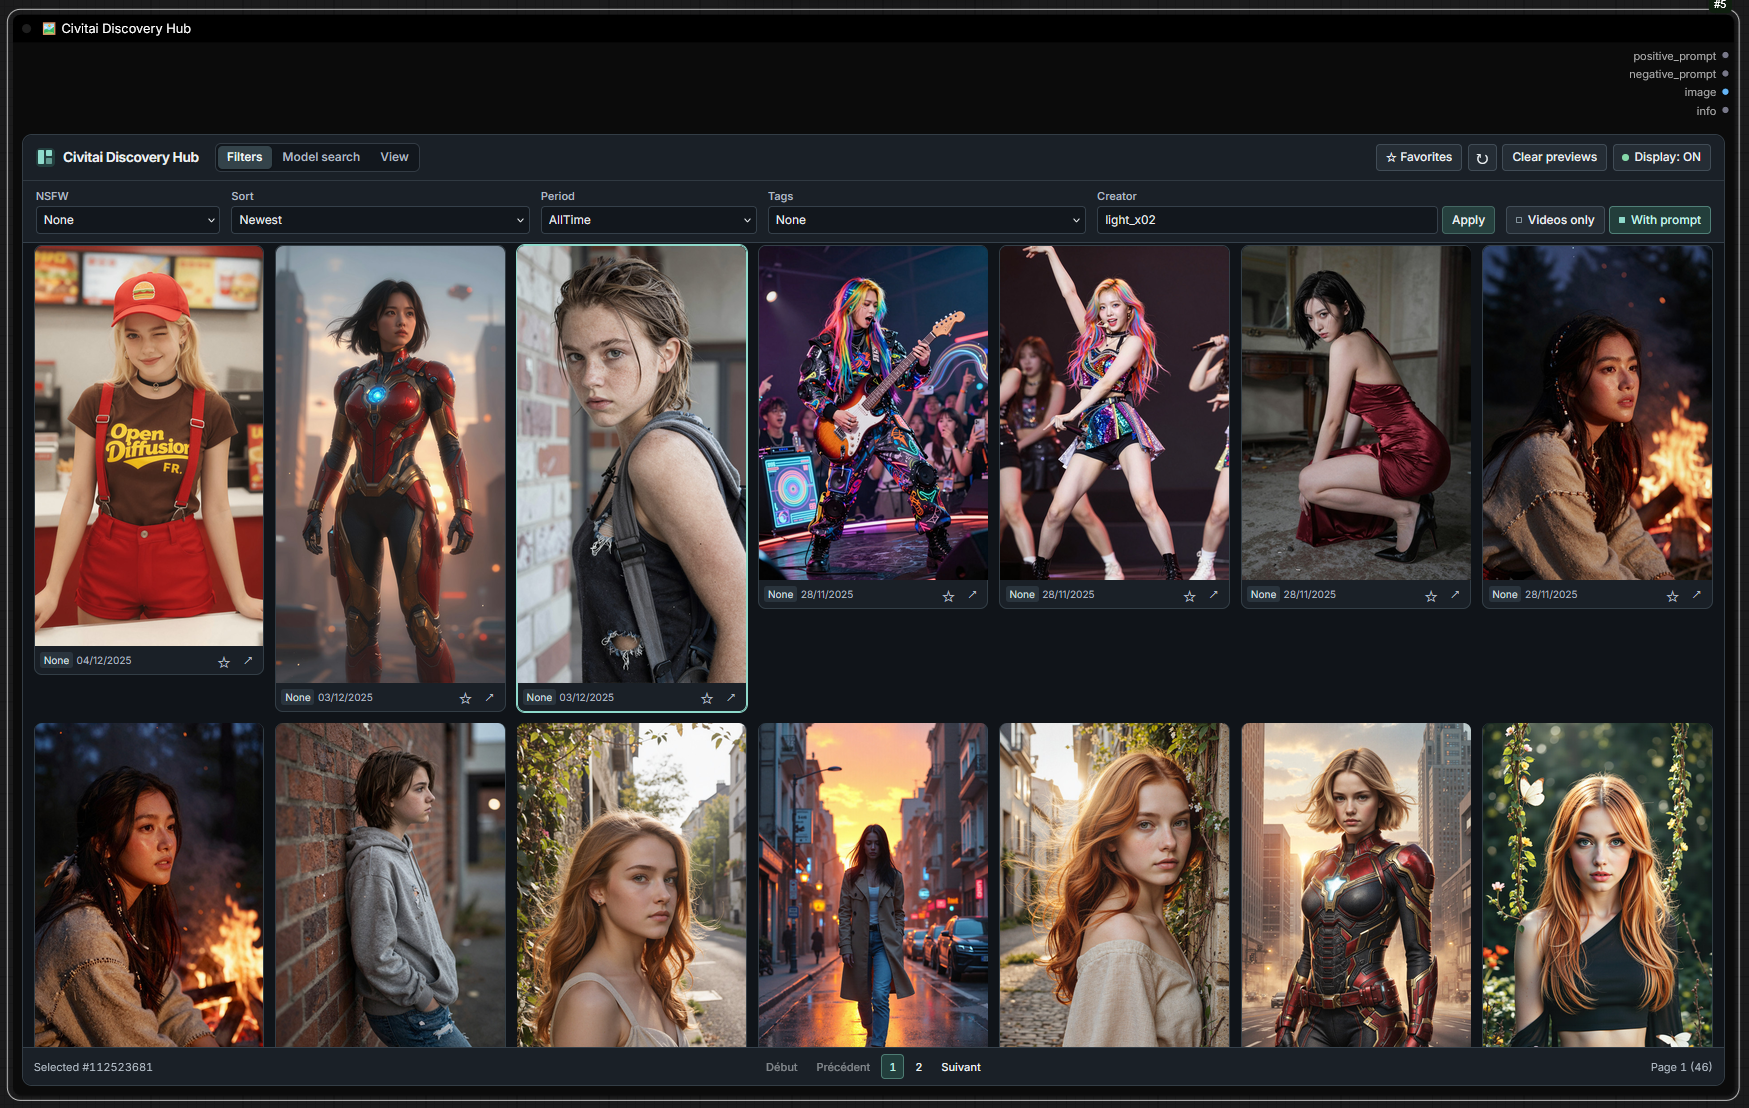 #5
Civitai Discovery Hub
positive_prompt
negative_prompt
image
info
Civitai Discovery Hub
Filters
Model search
View
☆ Favorites
↻
Clear previews
Display: ON
NSFW
None
Sort
Newest
Period
AllTime
Tags
None
Creator
light_x02
Apply
Videos only
With prompt
Open
Diffusion
FR.
None 04/12/2025
None 03/12/2025
None 03/12/2025
None 28/11/2025
None 28/11/2025
None 28/11/2025
None 28/11/2025
Selected #112523681
Début
Précédent
1
2
Suivant
Page 1 (46)